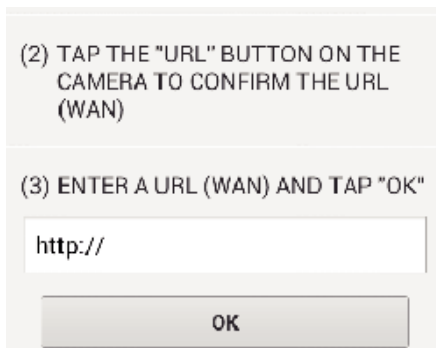 (2) TAP THE "URL" BUTTON ON THE
CAMERA TO CONFIRM THE URL
(WAN)
(3) ENTER A URL (WAN) AND TAP "OK"
http://
OK